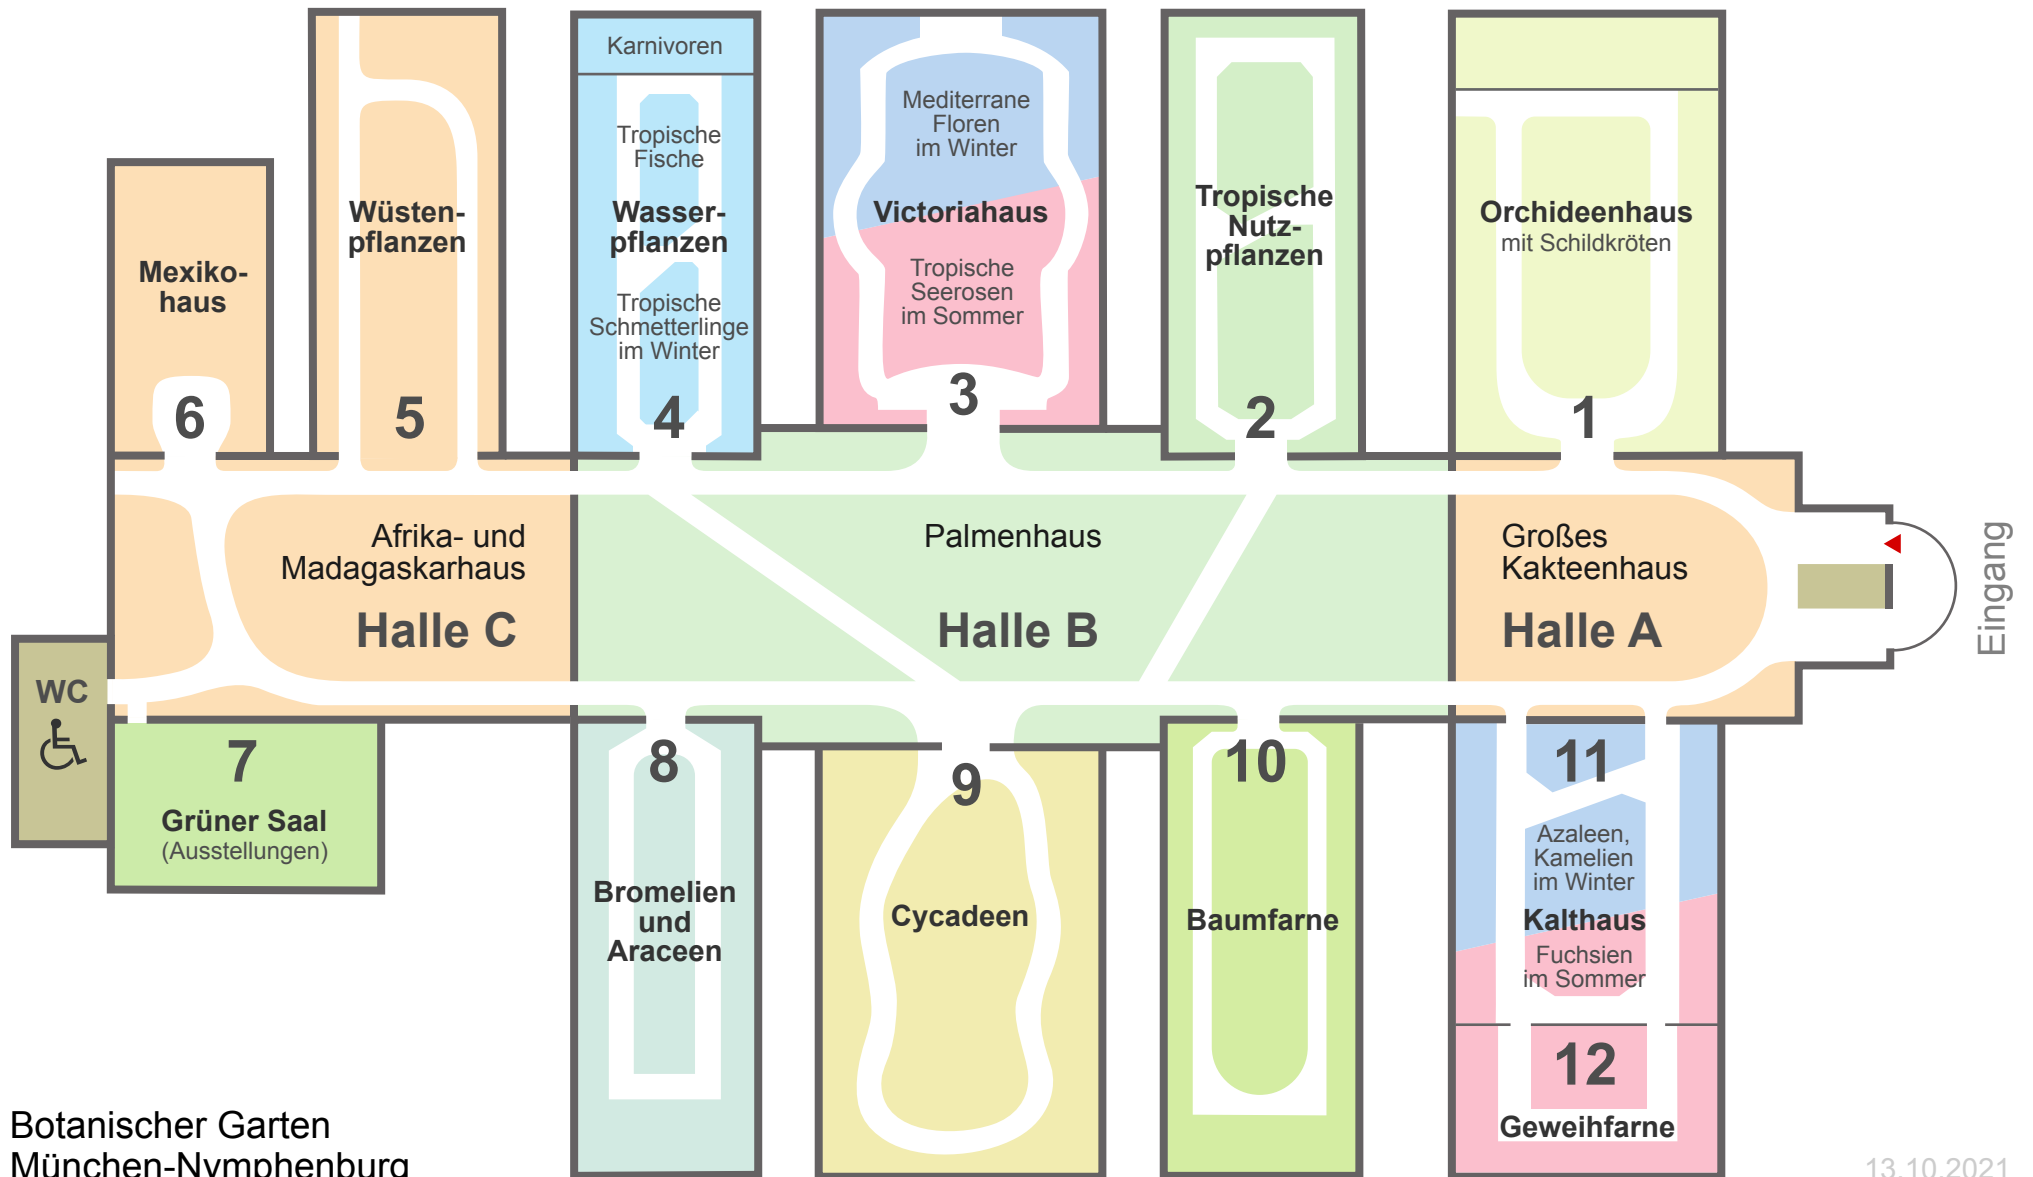 Karnivoren
Tropische
Fische
Wasser-
pflanzen
Tropische
Schmetterlinge
im Winter
4
Mediterrane
Floren
im Winter
Victoriahaus
Tropische
Seerosen
im Sommer
3
Tropische
Nutz-
pflanzen
2
Orchideenhaus
mit Schildkröten
1
Wüsten-
pflanzen
5
Mexiko-
haus
6
Afrika- und
Madagaskarhaus
Halle C
Palmenhaus
Halle B
Großes
Kakteenhaus
Halle A
Eingang
WC
7
Grüner Saal
(Ausstellungen)
8
Bromelien
und
Araceen
9
Cycadeen
10
Baumfarne
11
Azaleen,
Kamelien
im Winter
Kalthaus
Fuchsien
im Sommer
12
Geweihfarne
Botanischer Garten
München-Nymphenburg
13.10.2021